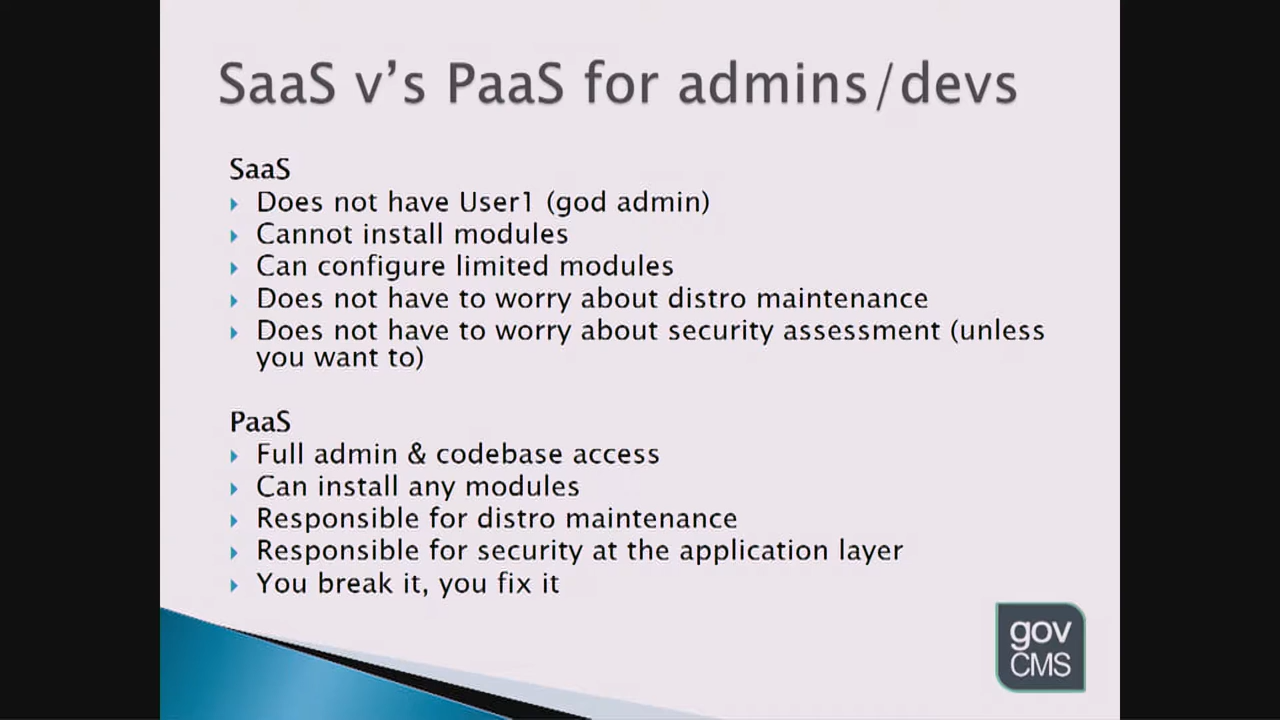 SaaS v's PaaS for admins/devs
SaaS
Does not have User1 (god admin)
Cannot install modules
Can configure limited modules
Does not have to worry about distro maintenance
Does not have to worry about security assessment (unless
you want to)
PaaS
Full admin & codebase access
Can install any modules
Responsible for distro maintenance
Responsible for security at the application layer
You break it, you fix it
gov
CMS